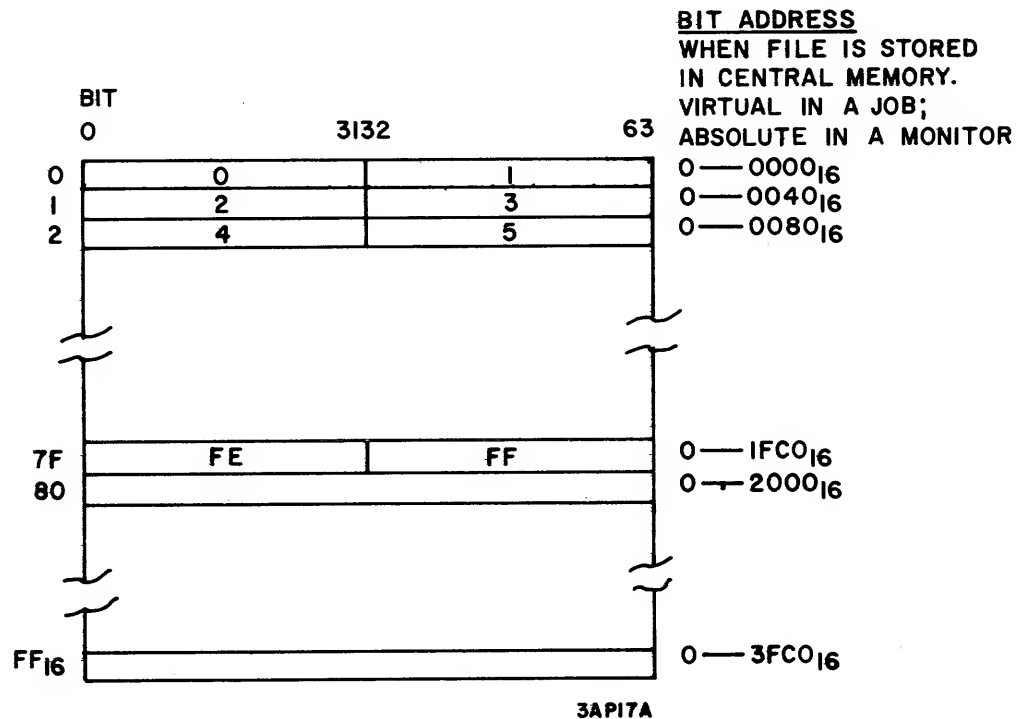 BIT ADDRESS
WHEN FILE IS STORED
IN CENTRAL MEMORY.
VIRTUAL IN A JOB;
ABSOLUTE IN A MONITOR
BIT
0 3132 63
0 0 1 0—0000₁₆
1 2 3 0—0040₁₆
2 4 5 0—0080₁₆
7F FE FF 0—1FC0₁₆
80 0—2000₁₆
FF₁₆ 0—3FC0₁₆
3AP17A